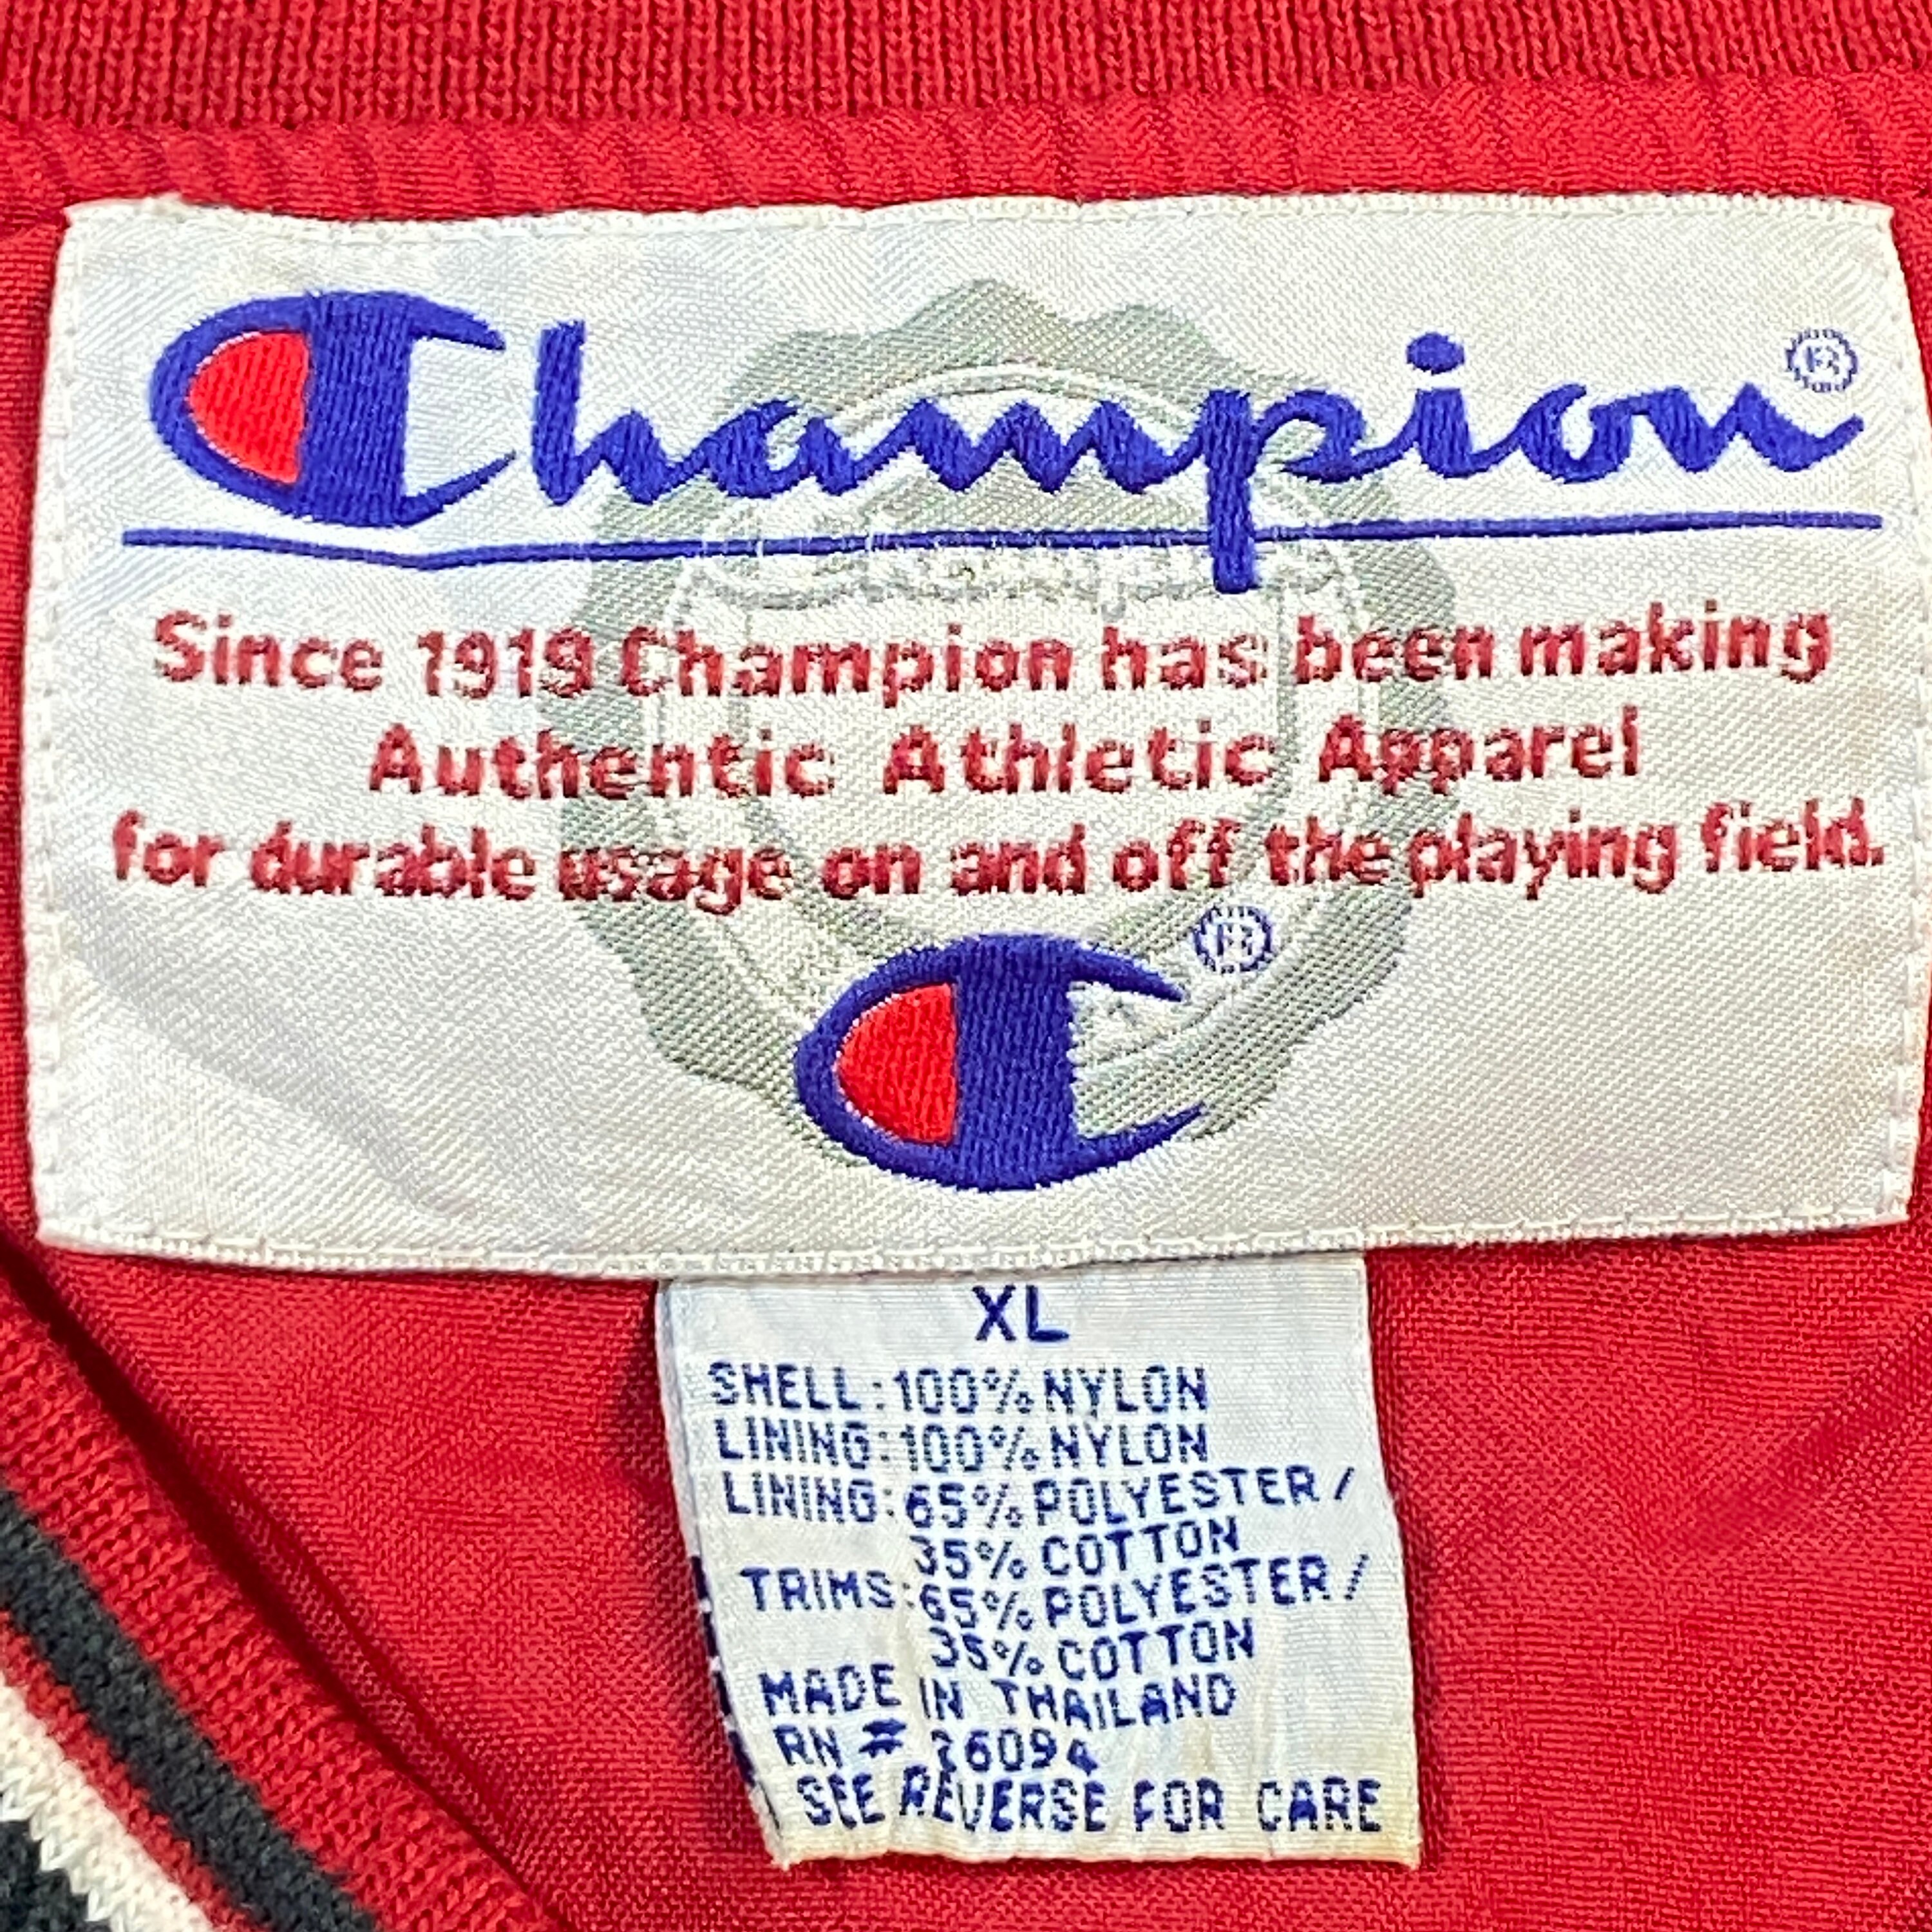 Champion®
Since 1919 Champion has been making
Authentic Athletic Apparel
for durable usage on and off the playing field.
®
XL
SHELL: 100% NYLON
LINING: 100% NYLON
LINING: 65% POLYESTER /
35% COTTON
TRIMS: 65% POLYESTER /
35% COTTON
MADE IN THAILAND
RN # 26094
SEE REVERSE FOR CARE